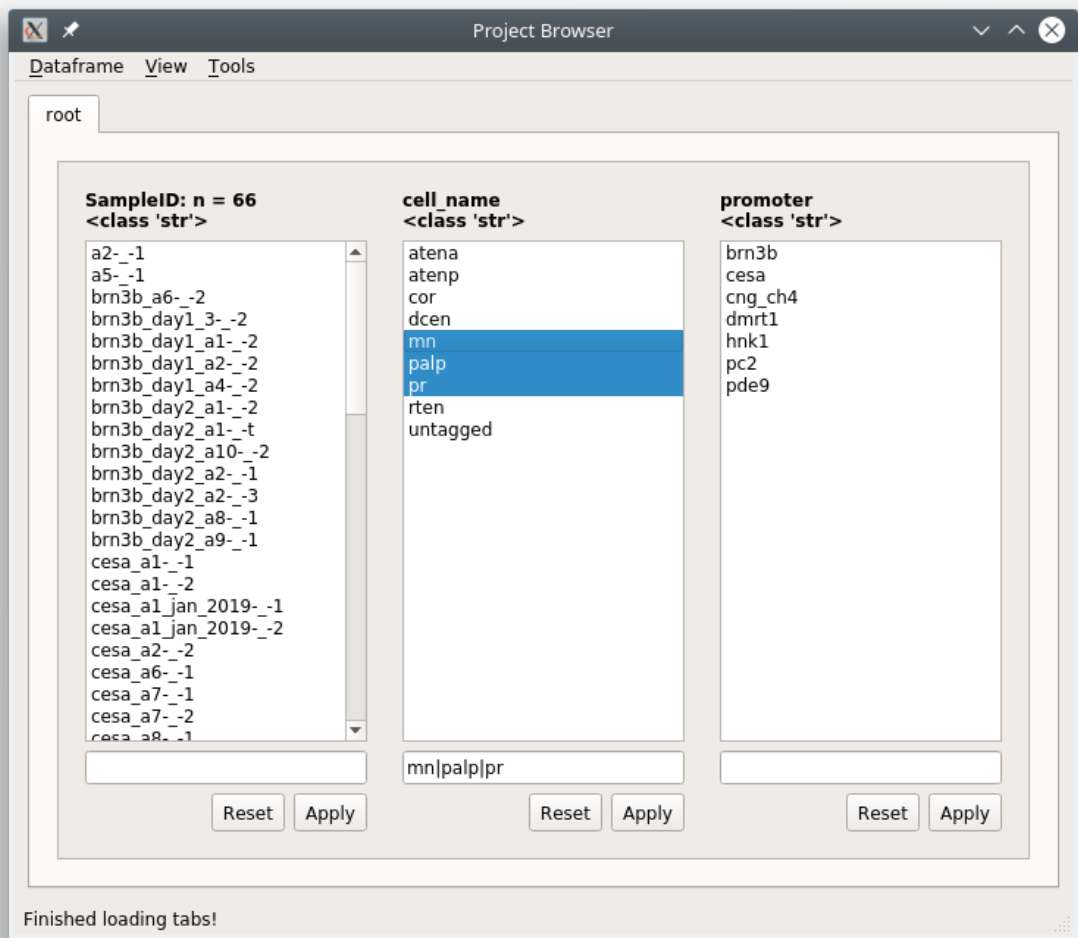 Project Browser
Dataframe View Tools
root
SampleID: n = 66
<class 'str'>
a2-_-1
a5-_-1
brn3b_a6-_-2
brn3b_day1_3-_-2
brn3b_day1_a1-_-2
brn3b_day1_a2-_-2
brn3b_day1_a4-_-2
brn3b_day2_a1-_-2
brn3b_day2_a1-_-t
brn3b_day2_a10-_-2
brn3b_day2_a2-_-1
brn3b_day2_a2-_-3
brn3b_day2_a8-_-1
brn3b_day2_a9-_-1
cesa_a1-_-1
cesa_a1-_-2
cesa_a1_jan_2019-_-1
cesa_a1_jan_2019-_-2
cesa_a2-_-2
cesa_a6-_-1
cesa_a7-_-1
cesa_a7-_-2
cesa_a8-_-1
Reset Apply
cell_name
<class 'str'>
atena
atenp
cor
dcen
mn
palp
pr
rten
untagged
mn|palp|pr
Reset Apply
promoter
<class 'str'>
brn3b
cesa
cng_ch4
dmrt1
hnk1
pc2
pde9
Reset Apply
Finished loading tabs!